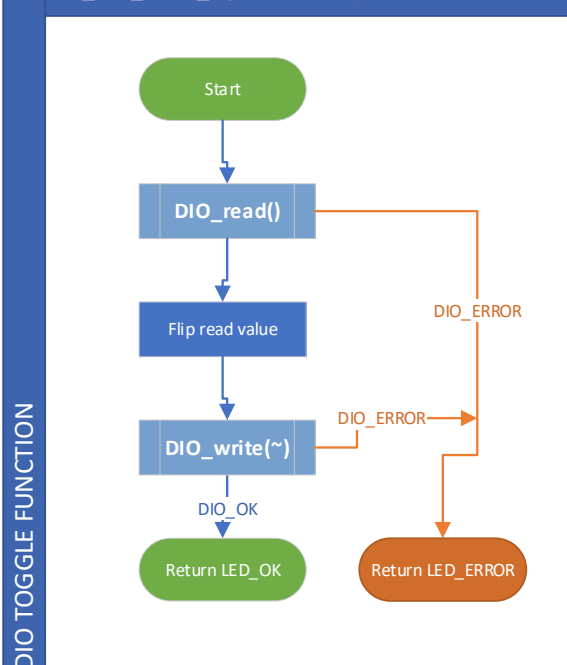 Start
DIO_read()
DIO_ERROR
Flip read value
DIO_ERROR
DIO_write(~)
DIO_OK
Return LED_OK
Return LED_ERROR
DIO TOGGLE FUNCTION